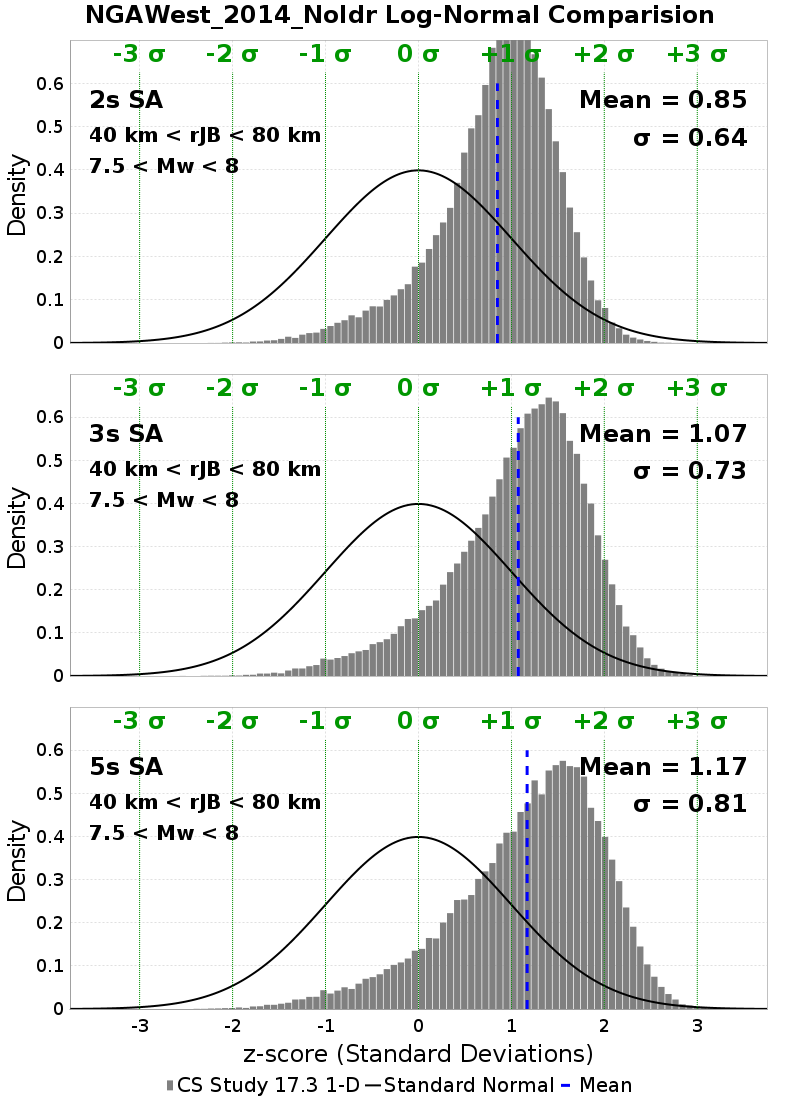 NGAWest_2014_NoIdr Log-Normal Comparision
-3 σ -2 σ -1 σ 0 σ +1 σ +2 σ +3 σ
2s SA
Mean = 0.85
40 km < rJB < 80 km
σ = 0.64
7.5 < Mw < 8
Density
0.6
0.5
0.4
0.3
0.2
0.1
0
-3 σ -2 σ -1 σ 0 σ +1 σ +2 σ +3 σ
3s SA
Mean = 1.07
40 km < rJB < 80 km
σ = 0.73
7.5 < Mw < 8
Density
0.6
0.5
0.4
0.3
0.2
0.1
0
-3 σ -2 σ -1 σ 0 σ +1 σ +2 σ +3 σ
5s SA
Mean = 1.17
40 km < rJB < 80 km
σ = 0.81
7.5 < Mw < 8
Density
0.6
0.5
0.4
0.3
0.2
0.1
0
-3 -2 -1 0 1 2 3
z-score (Standard Deviations)
CS Study 17.3 1-D Standard Normal Mean